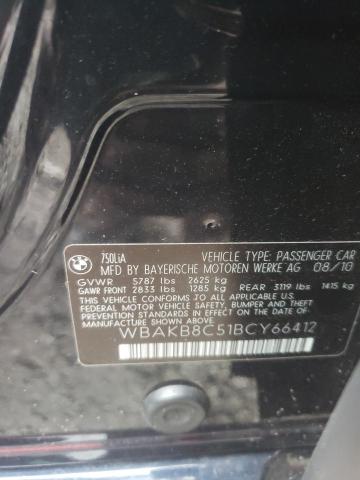 BMW
750LiA VEHICLE TYPE: PASSENGER CAR
MFD BY BAYERISCHE MOTOREN WERKE AG 08/10
GVWR 5787 lbs 2625 kg
GAWR FRONT 2833 lbs 1285 kg REAR 3119 lbs 1415 kg
THIS VEHICLE CONFORMS TO ALL APPLICABLE U.S.
FEDERAL MOTOR VEHICLE SAFETY, BUMPER, AND
THEFT PREVENTION STANDARDS IN EFFECT ON THE
DATE OF MANUFACTURE SHOWN ABOVE.
WBAKB8C51BCY66412